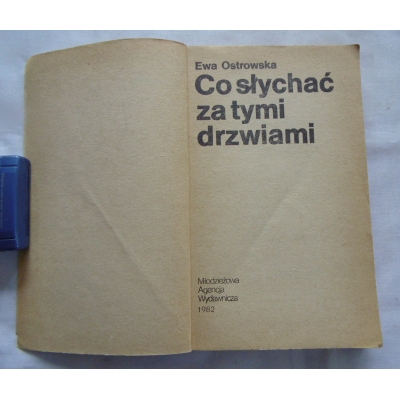 Ewa Ostrowska
Co słychać
za tymi
drzwiami
Młodzieżowa
Agencja
Wydawnicza
1982